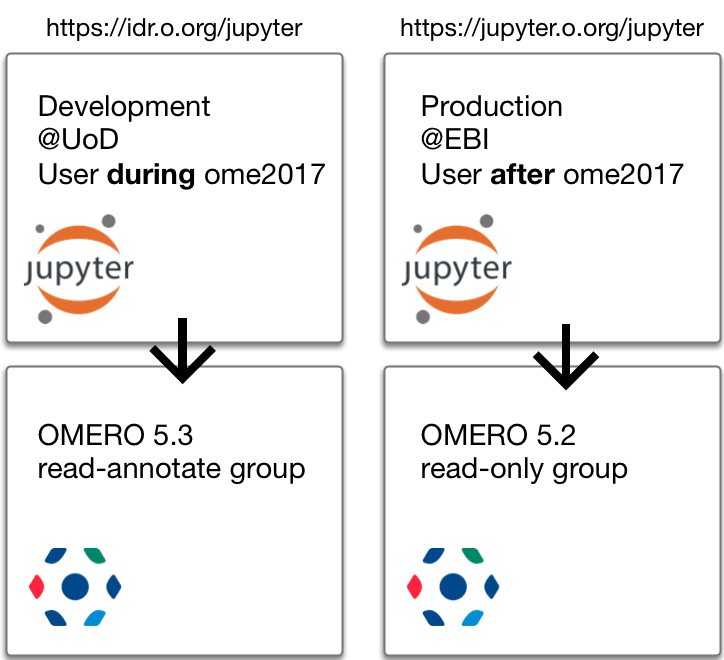 https://idr.o.org/jupyter
Development
@UoD
User during ome2017
jupyter
OMERO 5.3
read-annotate group
https://jupyter.o.org/jupyter
Production
@EBI
User after ome2017
jupyter
OMERO 5.2
read-only group